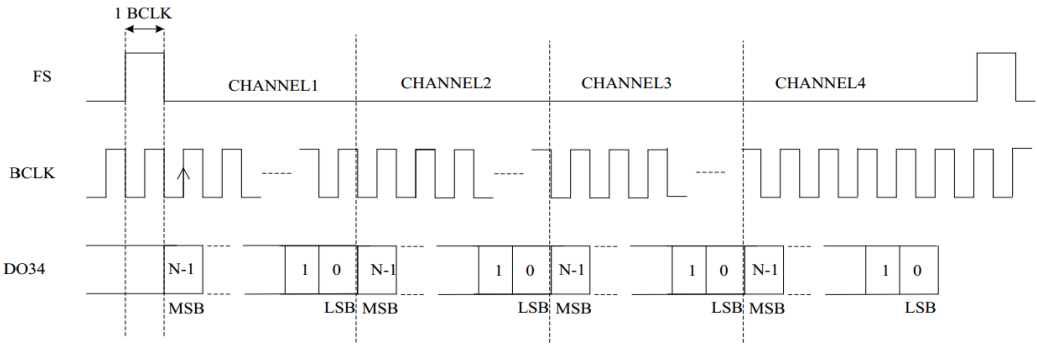 1 BCLK
FS
CHANNEL1 CHANNEL2 CHANNEL3 CHANNEL4
BCLK
DO34
N-1 1 0 N-1 1 0 N-1 1 0 N-1 1 0
MSB LSB MSB LSB MSB LSB MSB LSB